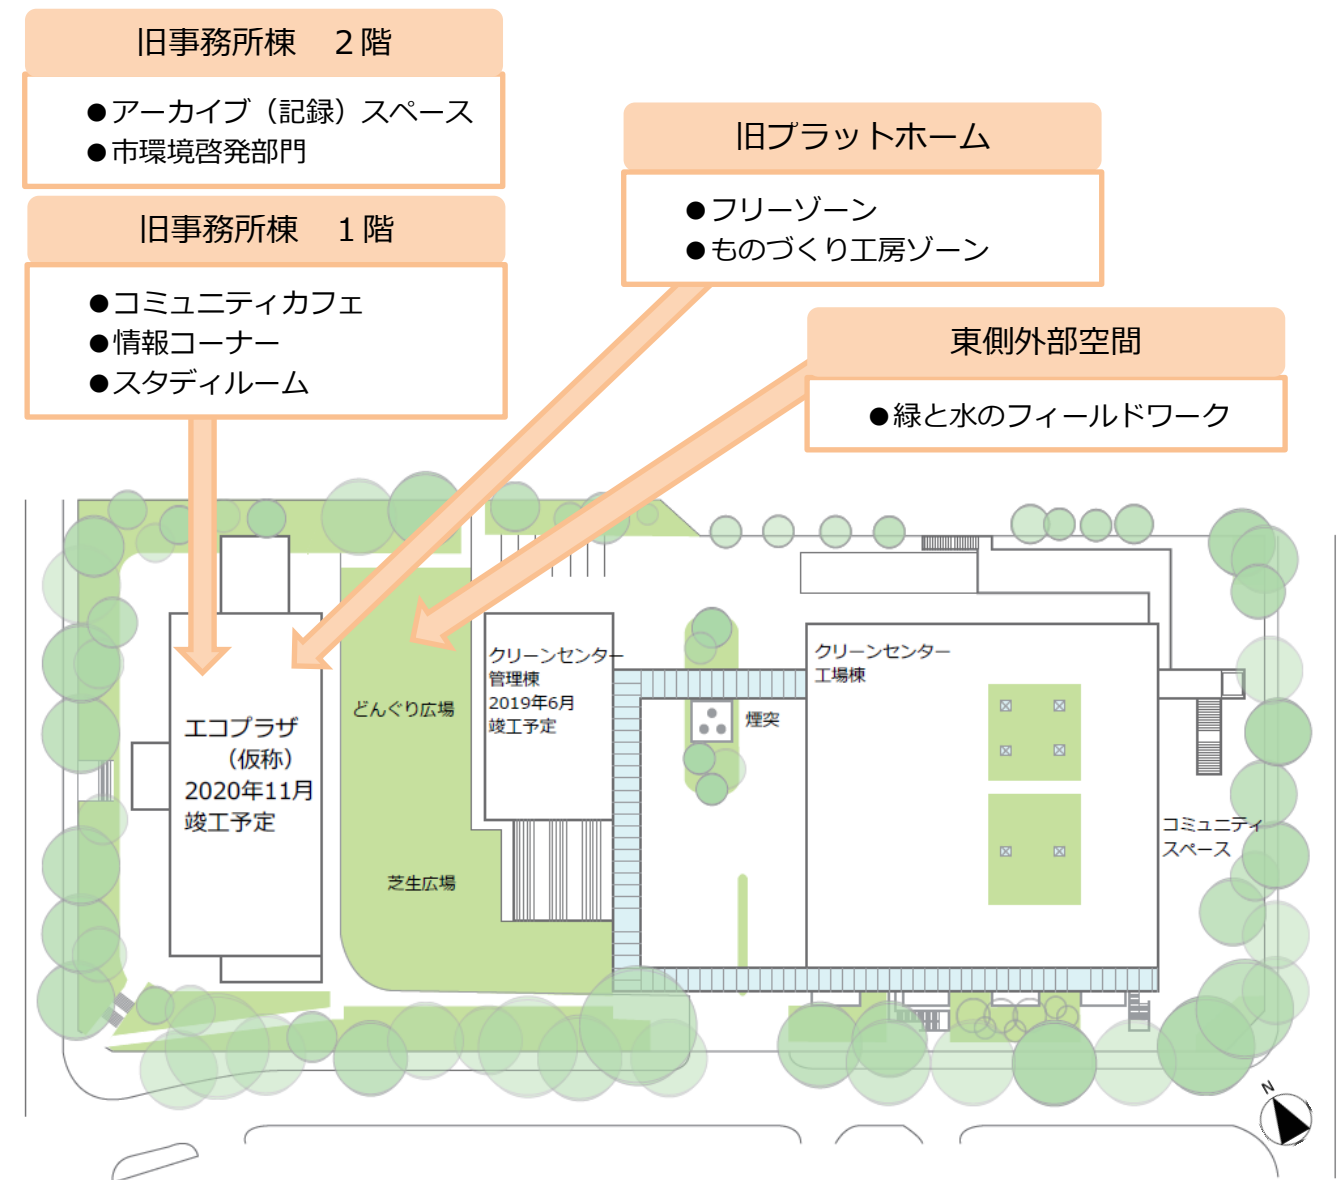 旧事務所棟　２階
●アーカイブ（記録）スペース
●市環境啓発部門
旧事務所棟　１階
●コミュニティカフェ
●情報コーナー
●スタディルーム
旧プラットホーム
●フリーゾーン
●ものづくり工房ゾーン
東側外部空間
●緑と水のフィールドワーク
エコプラザ
（仮称）
2020年11月
竣工予定
どんぐり広場
芝生広場
クリーンセンター
管理棟
2019年6月
竣工予定
煙突
クリーンセンター
工場棟
コミュニティ
スペース
N